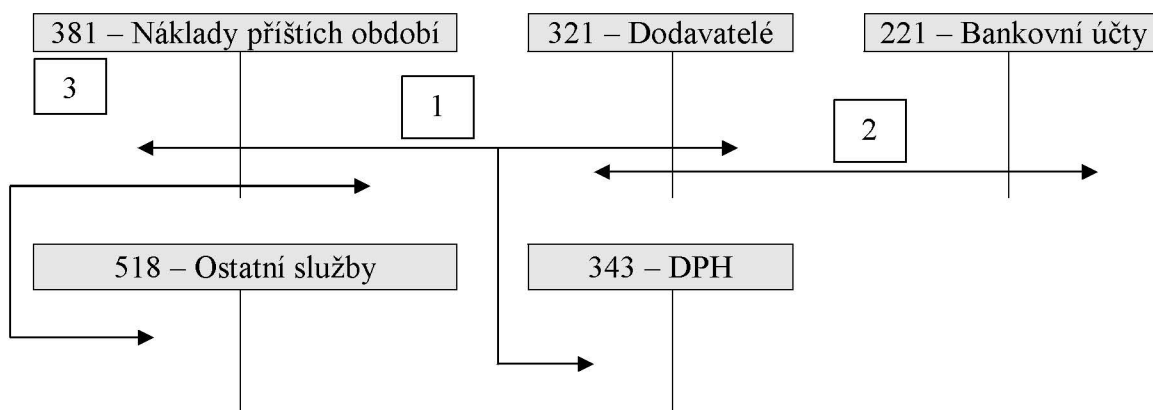 381 – Náklady příštích období
321 – Dodavatelé
221 – Bankovní účty
3
1
2
518 – Ostatní služby
343 – DPH